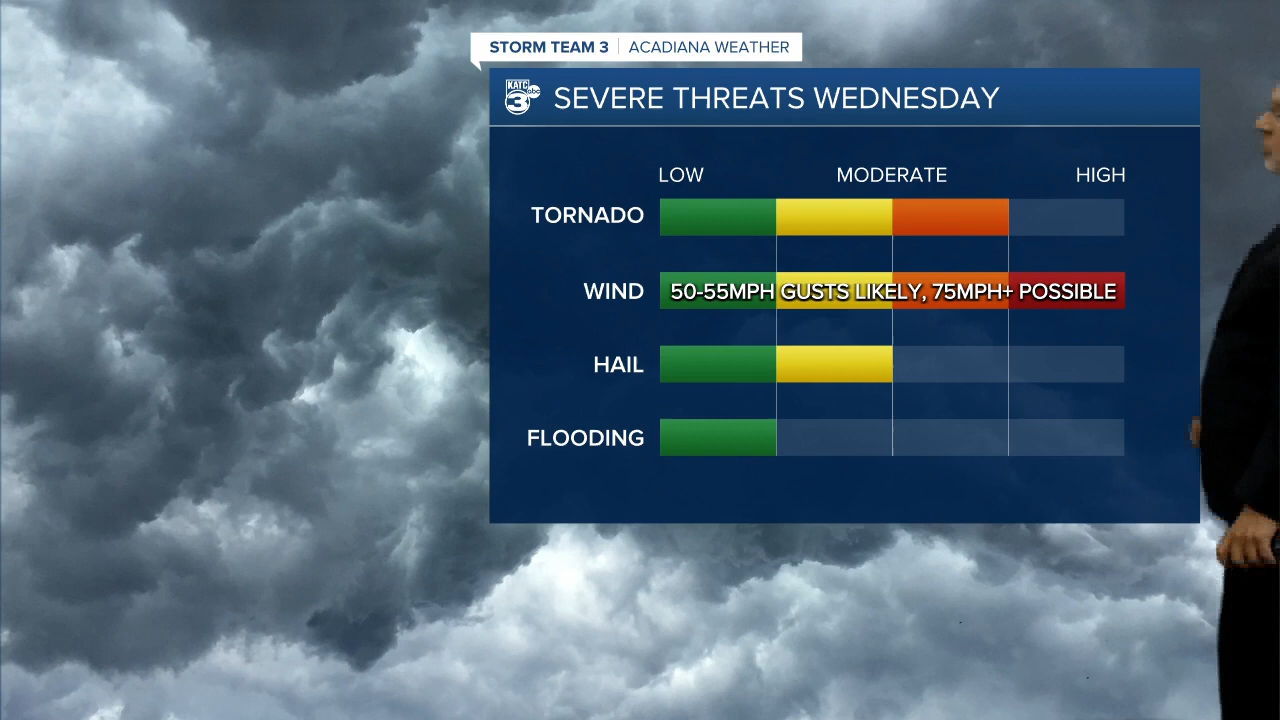 STORM TEAM 3 | ACADIANA WEATHER
KATC
3 abc
SEVERE THREATS WEDNESDAY
LOW MODERATE HIGH
TORNADO
WIND 50-55MPH GUSTS LIKELY, 75MPH+ POSSIBLE
HAIL
FLOODING